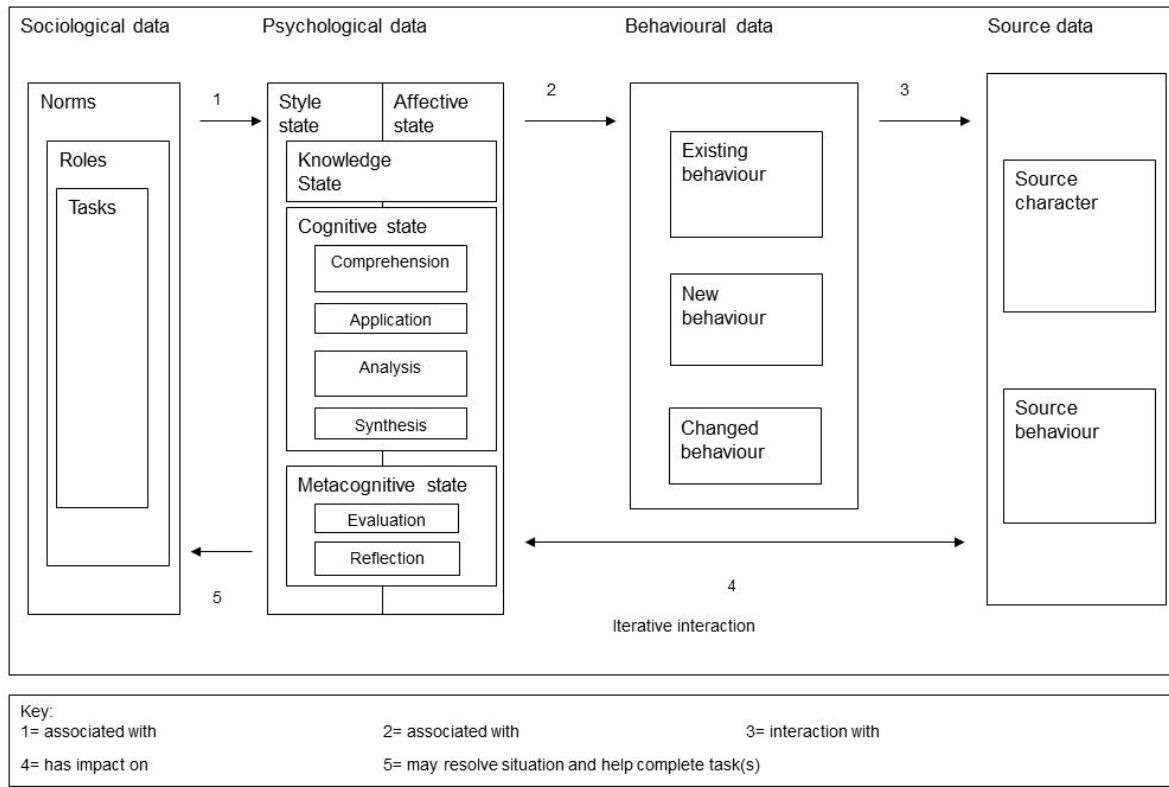 Sociological data
Psychological data
Behavioural data
Source data
Norms
Roles
Tasks
1
Style
state
Affective
state
Knowledge
State
Cognitive state
Comprehension
Application
Analysis
Synthesis
Metacognitive state
Evaluation
Reflection
2
Existing
behaviour
New
behaviour
Changed
behaviour
3
Source
character
Source
behaviour
5
4
Iterative interaction
Key:
1= associated with
2= associated with
3= interaction with
4= has impact on
5= may resolve situation and help complete task(s)